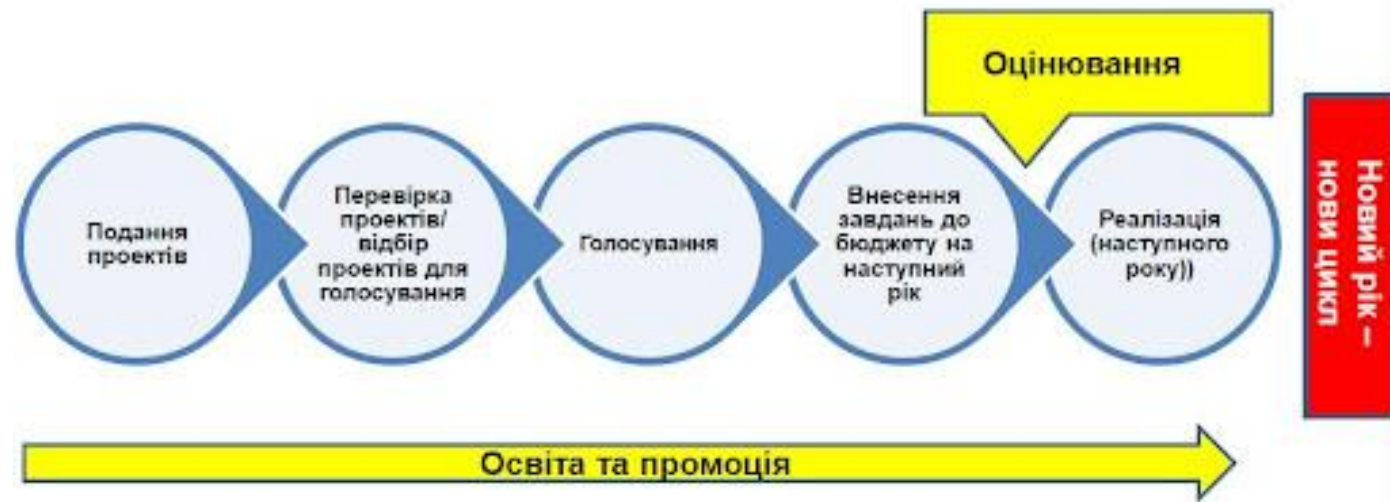 Оцінювання
Подання
проектів
Перевірка
проектів/
відбір
проектів для
голосування
Голосування
Внесення
завдань до
бюджету на
наступний
рік
Реалізація
(наступного
року))
Новий рік –
нови цикл
Освіта та промоція